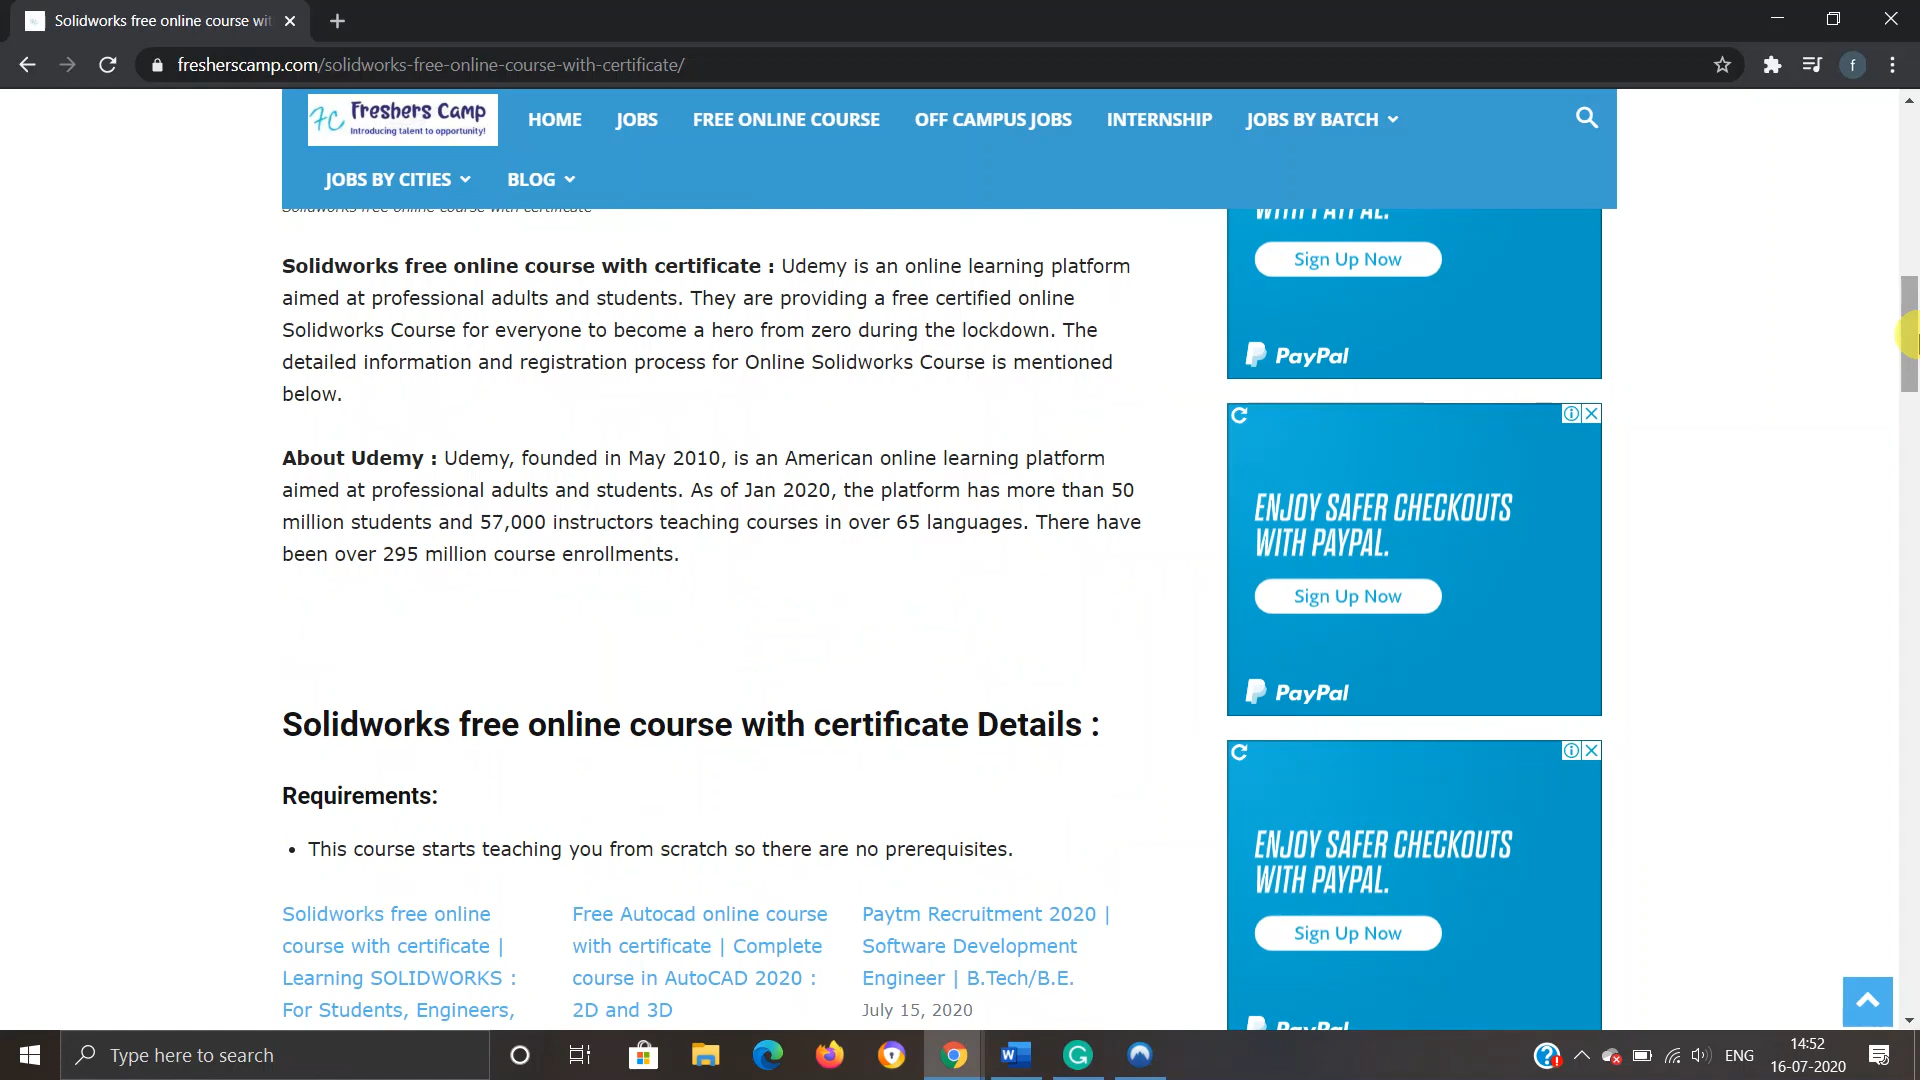 Solidworks free online course wit
fresherscamp.com/solidworks-free-online-course-with-certificate/
f
FC Freshers Camp
Introducing talent to opportunity!
HOME
JOBS
FREE ONLINE COURSE
OFF CAMPUS JOBS
INTERNSHIP
JOBS BY BATCH
JOBS BY CITIES
BLOG
Solidworks free online course with certificate
Solidworks free online course with certificate : Udemy is an online learning platform
aimed at professional adults and students. They are providing a free certified online
Solidworks Course for everyone to become a hero from zero during the lockdown. The
detailed information and registration process for Online Solidworks Course is mentioned
below.
About Udemy : Udemy, founded in May 2010, is an American online learning platform
aimed at professional adults and students. As of Jan 2020, the platform has more than 50
million students and 57,000 instructors teaching courses in over 65 languages. There have
been over 295 million course enrollments.
Solidworks free online course with certificate Details :
Requirements:
• This course starts teaching you from scratch so there are no prerequisites.
Solidworks free online
course with certificate |
Learning SOLIDWORKS :
For Students, Engineers,
Free Autocad online course
with certificate | Complete
course in AutoCAD 2020 :
2D and 3D
Paytm Recruitment 2020 |
Software Development
Engineer | B.Tech/B.E.
July 15, 2020
WITH PAYPAL.
Sign Up Now
PayPal
ENJOY SAFER CHECKOUTS
WITH PAYPAL.
Sign Up Now
PayPal
ENJOY SAFER CHECKOUTS
WITH PAYPAL.
Sign Up Now
PayPal
Type here to search
ENG
14:52
16-07-2020